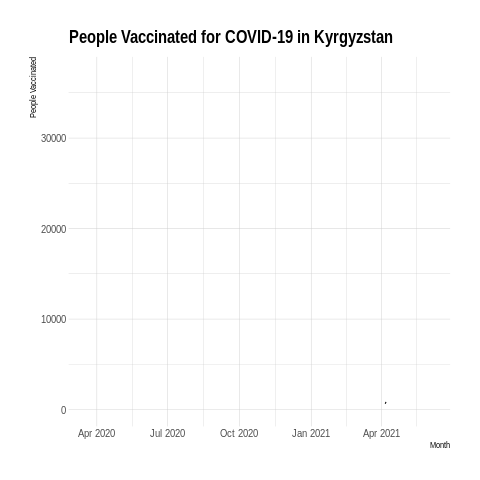 People Vaccinated for COVID-19 in Kyrgyzstan
People Vaccinated
30000
20000
10000
0
Apr 2020 Jul 2020 Oct 2020 Jan 2021 Apr 2021
Month